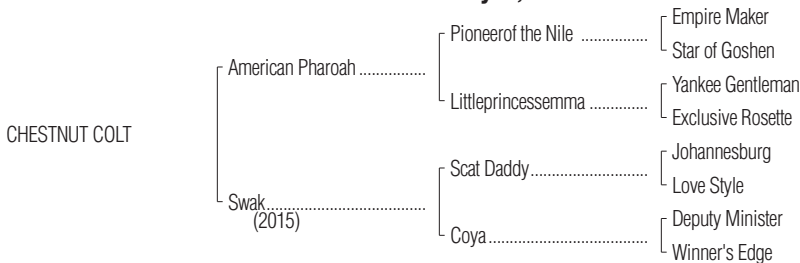 Empire Maker
Pioneerof the Nile ................
Star of Goshen
American Pharoah ................
Yankee Gentleman
Littleprincessemma ..............
Exclusive Rosette
CHESTNUT COLT
Johannesburg
Scat Daddy............................
Love Style
Swak......................................
(2015)
Deputy Minister
Coya......................................
Winner's Edge